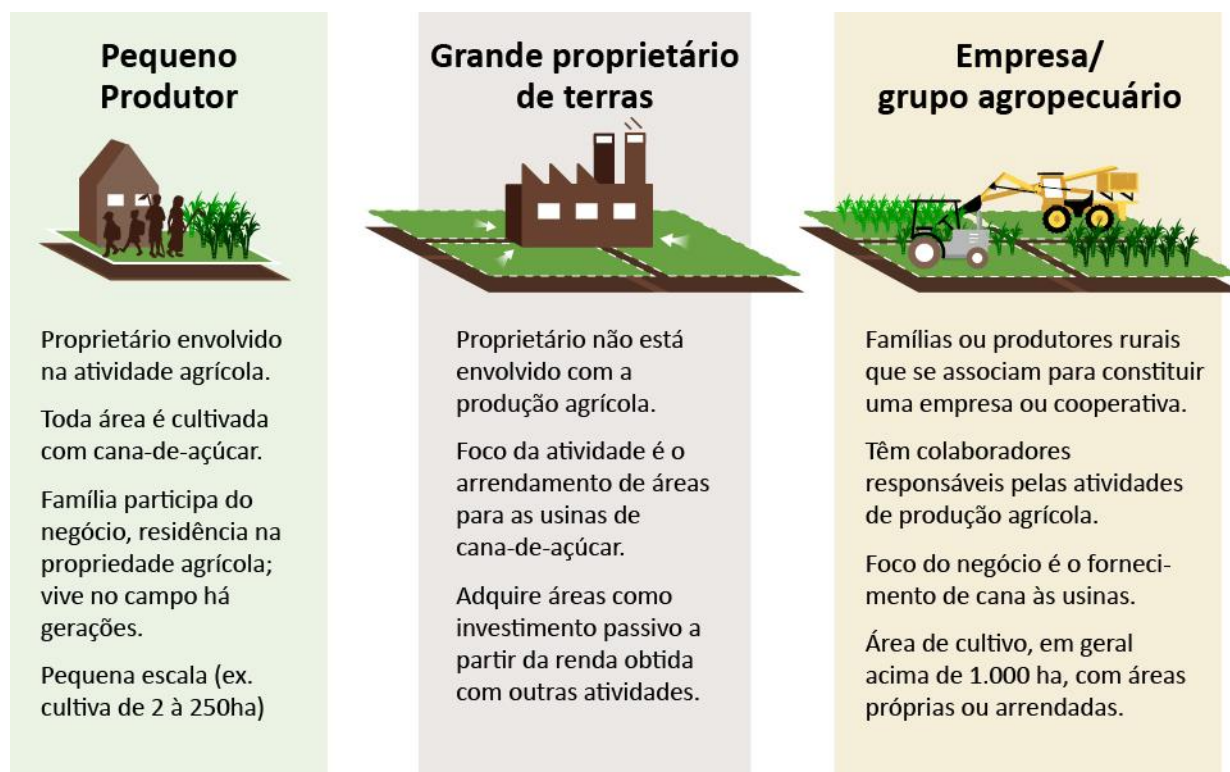 Pequeno
Produtor
Proprietário envolvido
na atividade agrícola.
Toda área é cultivada
com cana-de-açúcar.
Família participa do
negócio, residência na
propriedade agrícola;
vive no campo há
gerações.
Pequena escala (ex.
cultiva de 2 à 250ha)
Grande proprietário
de terras
Proprietário não está
envolvido com a
produção agrícola.
Foco da atividade é o
arrendamento de áreas
para as usinas de
cana-de-açúcar.
Adquire áreas como
investimento passivo a
partir da renda obtida
com outras atividades.
Empresa/
grupo agropecuário
Famílias ou produtores rurais
que se associam para constituir
uma empresa ou cooperativa.
Têm colaboradores
responsáveis pelas atividades
de produção agrícola.
Foco do negócio é o forneci-
mento de cana às usinas.
Área de cultivo, em geral
acima de 1.000 ha, com áreas
próprias ou arrendadas.